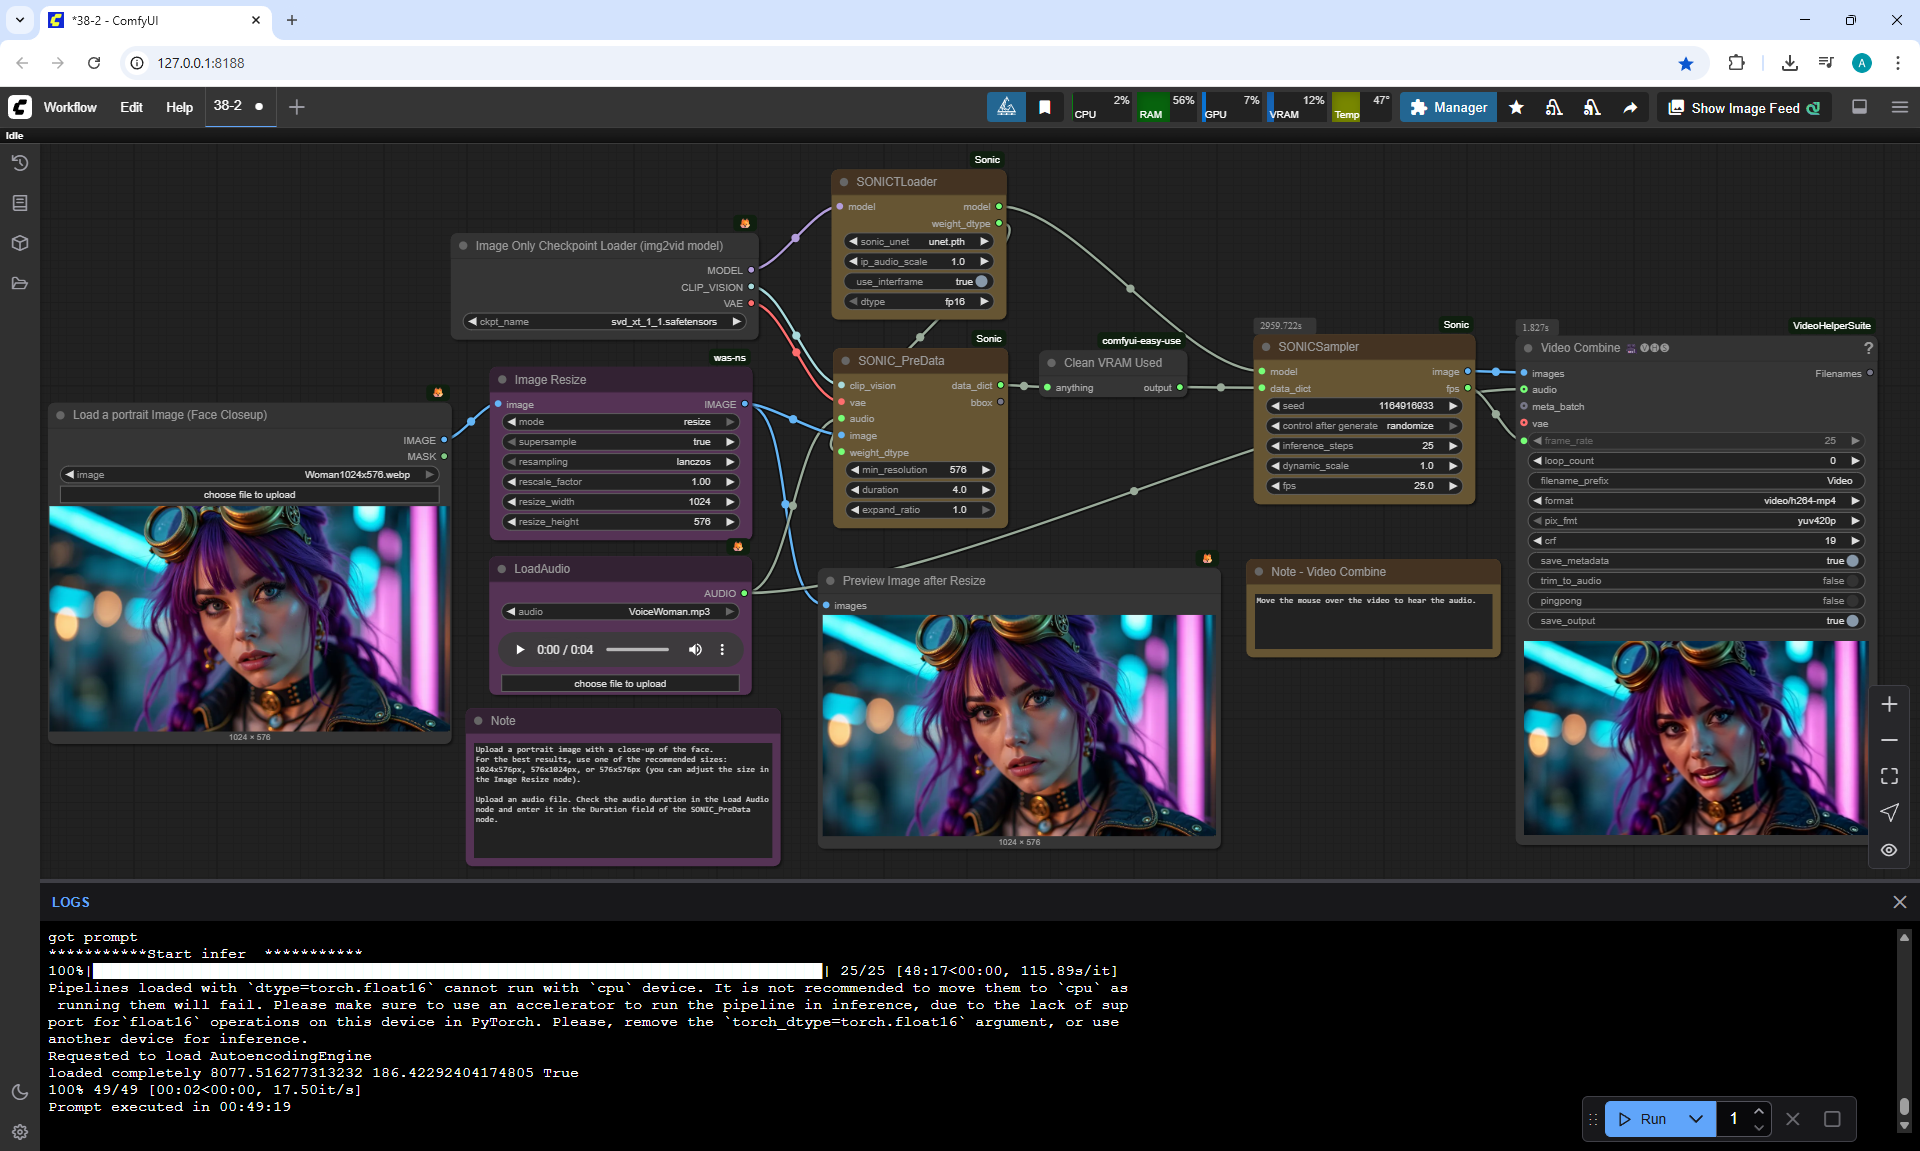 *38-2 - ComfyUI
127.0.0.1:8188
A
Workflow
Edit
Help
38-2
CPU 2%
RAM 56%
GPU 7%
VRAM 12%
Temp 47°
Manager
Show Image Feed
Idle
Sonic
SONICTLoader
model model
weight_dtype
sonic_unet unet.pth
ip_audio_scale 1.0
use_interframe true
dtype fp16
Image Only Checkpoint Loader (img2vid model)
MODEL
CLIP_VISION
VAE
ckpt_name svd_xt_1_1.safetensors
was-ns
Image Resize
image IMAGE
mode resize
supersample true
resampling lanczos
rescale_factor 1.00
resize_width 1024
resize_height 576
Load a portrait Image (Face Closeup)
IMAGE
MASK
image Woman1024x576.webp
choose file to upload
1024 × 576
LoadAudio
AUDIO
audio VoiceWoman.mp3
0:00 / 0:04
choose file to upload
Note
Upload a portrait image with a close-up of the face.
For the best results, use one of the recommended sizes:
1024x576px, 576x1024px, or 576x576px (you can adjust the size in
the Image Resize node).
Upload an audio file. Check the audio duration in the Load Audio
node and enter it in the Duration field of the SONIC_PreData
node.
Sonic
SONIC_PreData
clip_vision data_dict
vae bbox
audio
image
weight_dtype
min_resolution 576
duration 4.0
expand_ratio 1.0
comfyui-easy-use
Clean VRAM Used
anything output
Preview Image after Resize
images
1024 × 576
2959.722s
Sonic
SONICSampler
model image
data_dict fps
seed 1164916933
control after generate randomize
inference_steps 25
dynamic_scale 1.0
fps 25.0
Note - Video Combine
Move the mouse over the video to hear the audio.
1.827s
VideoHelperSuite
Video Combine VHS ?
images Filenames
audio
meta_batch
vae
frame_rate 25
loop_count 0
filename_prefix Video
format video/h264-mp4
pix_fmt yuv420p
crf 19
save_metadata true
trim_to_audio false
pingpong false
save_output true
LOGS
got prompt
***********Start infer ***********
100%| | 25/25 [48:17<00:00, 115.89s/it]
Pipelines loaded with `dtype=torch.float16` cannot run with `cpu` device. It is not recommended to move them to `cpu` as
running them will fail. Please make sure to use an accelerator to run the pipeline in inference, due to the lack of sup
port for`float16` operations on this device in PyTorch. Please, remove the `torch_dtype=torch.float16` argument, or use
another device for inference.
Requested to load AutoencodingEngine
loaded completely 8077.516277313232 186.42292404174805 True
100% 49/49 [00:02<00:00, 17.50it/s]
Prompt executed in 00:49:19
Run
1